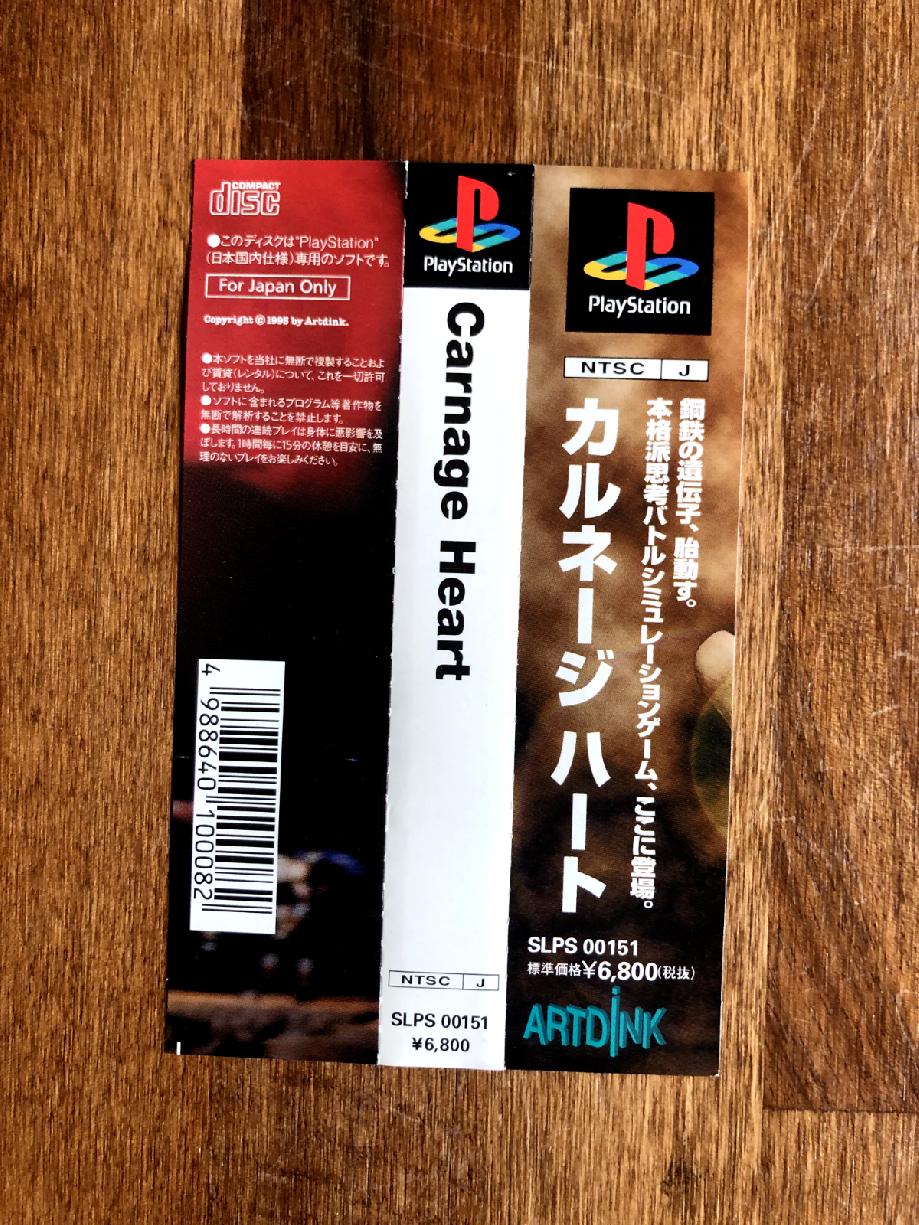 COMPACT
disc
●このディスクは"PlayStation"
(日本国内仕様)専用のソフトです。
For Japan Only
Copyright © 1995 by Artdink.
●本ソフトを当社に無断で複製することおよ
び賃貸(レンタル)について、これを一切許可
しておりません。
●ソフトに含まれるプログラム等著作物を
無断で解析することを禁止します。
●長時間の連続プレイは身体に悪影響を及
ぼします。1時間毎に15分の休憩を目安に、無
理のないプレイをお楽しみください。
4 988640 100082
PlayStation
Carnage Heart
NTSC J
SLPS 00151
¥6,800
PlayStation
NTSC J
鋼鉄の遺伝子、胎動す。
本格派思考バトルシミュレーションゲーム、ここに登場。
カルネージ ハート
SLPS 00151
標準価格¥6,800(税抜)
ARTDINK